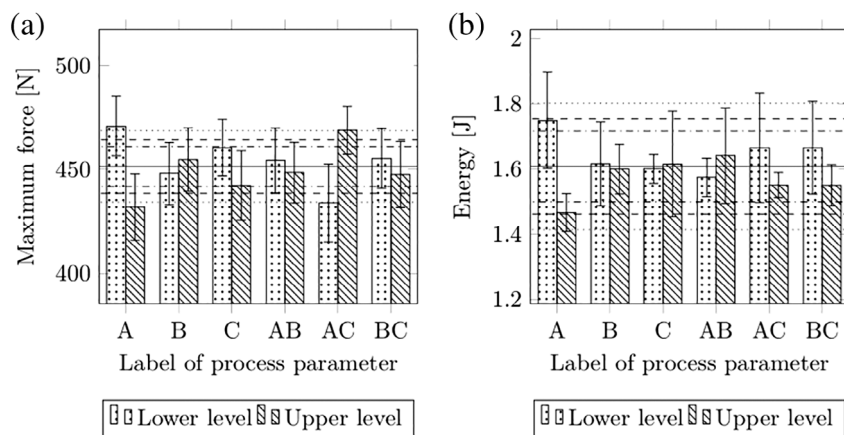 (a)
Maximum force [N]
500
450
400
A B C AB AC BC
Label of process parameter
Lower level Upper level
(b)
Energy [J]
2
1.8
1.6
1.4
1.2
A B C AB AC BC
Label of process parameter
Lower level Upper level